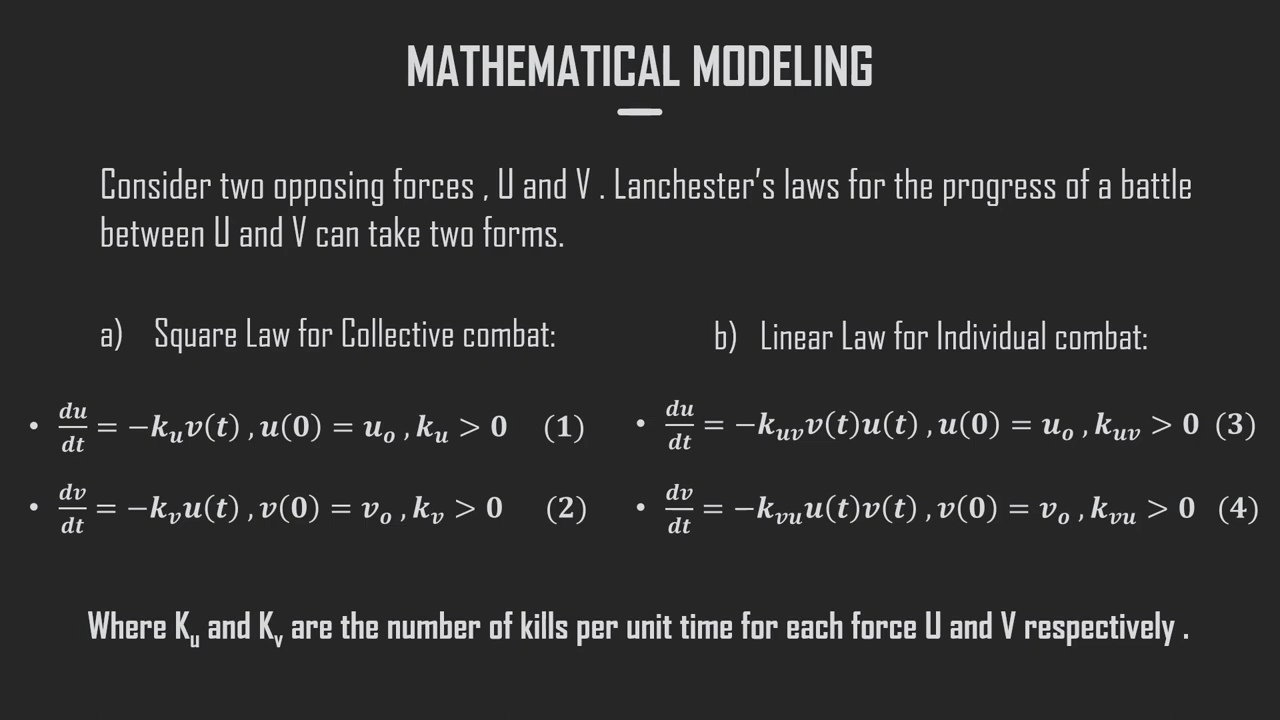 MATHEMATICAL MODELING
Consider two opposing forces , U and V . Lanchester's laws for the progress of a battle
between U and V can take two forms.
a) Square Law for Collective combat:
• du/dt = −k_u v(t) , u(0) = u_o , k_u > 0 (1)
• dv/dt = −k_v u(t) , v(0) = v_o , k_v > 0 (2)
b) Linear Law for Individual combat:
• du/dt = −k_uv v(t)u(t) , u(0) = u_o , k_uv > 0 (3)
• dv/dt = −k_vu u(t)v(t) , v(0) = v_o , k_vu > 0 (4)
Where K_u and K_v are the number of kills per unit time for each force U and V respectively .